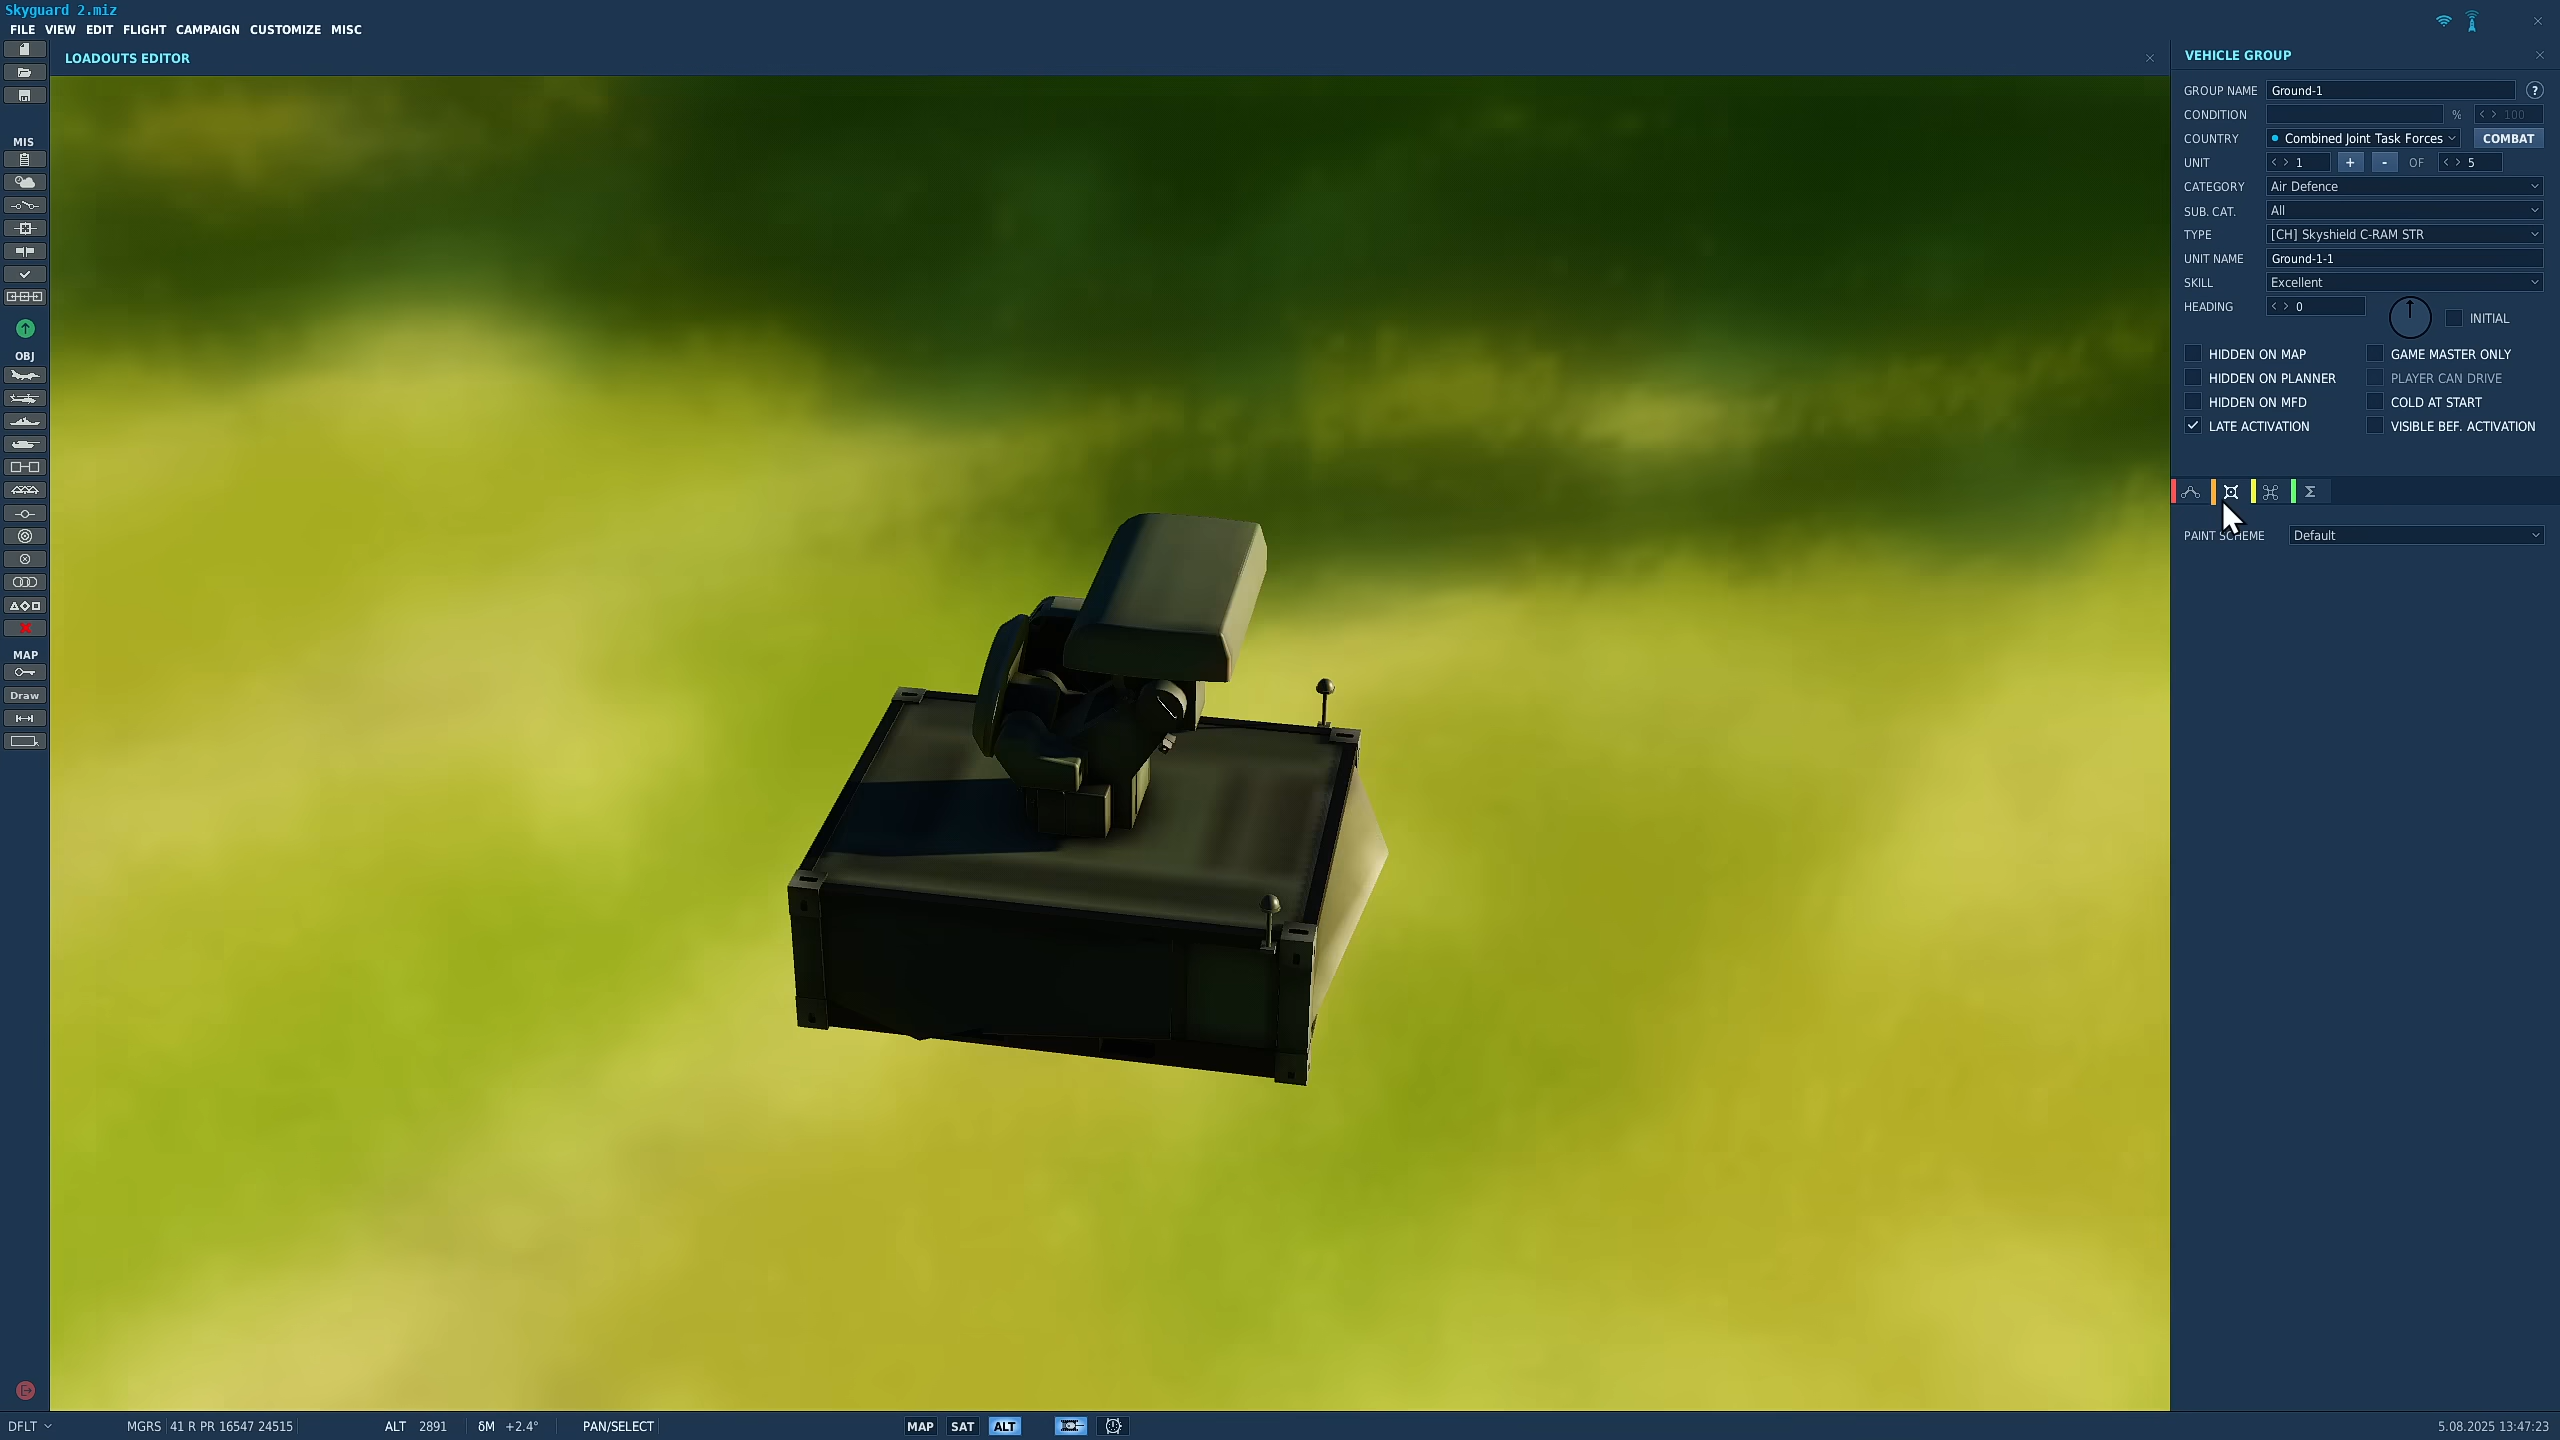 Skyguard 2.miz
FILE VIEW EDIT FLIGHT CAMPAIGN CUSTOMIZE MISC
LOADOUTS EDITOR
MIS
OBJ
MAP
Draw
VEHICLE GROUP
GROUP NAME Ground-1 ?
CONDITION % < > 100
COUNTRY Combined Joint Task Forces COMBAT
UNIT < > 1 + - OF < > 5
CATEGORY Air Defence
SUB. CAT. All
TYPE [CH] Skyshield C-RAM STR
UNIT NAME Ground-1-1
SKILL Excellent
HEADING < > 0 INITIAL
HIDDEN ON MAP GAME MASTER ONLY
HIDDEN ON PLANNER PLAYER CAN DRIVE
HIDDEN ON MFD COLD AT START
LATE ACTIVATION VISIBLE BEF. ACTIVATION
Σ
PAINT SCHEME Default
DFLT MGRS 41 R PR 16547 24515 ALT 2891 δM +2.4° PAN/SELECT MAP SAT ALT 5.08.2025 13:47:23